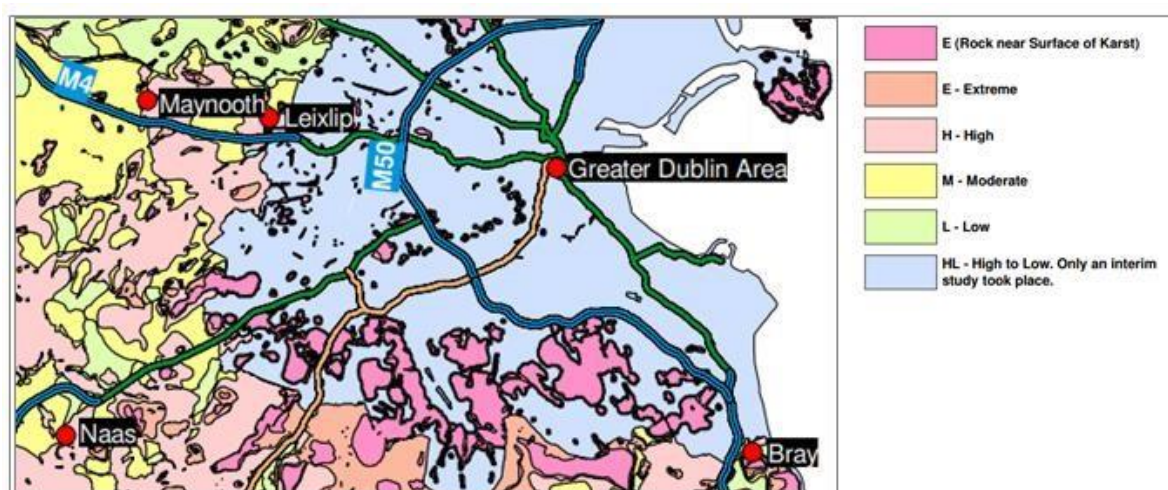 M4
Maynooth
Leixlip
M50
Greater Dublin Area
Naas
Bray
E (Rock near Surface of Karst)
E - Extreme
H - High
M - Moderate
L - Low
HL - High to Low. Only an interim
study took place.